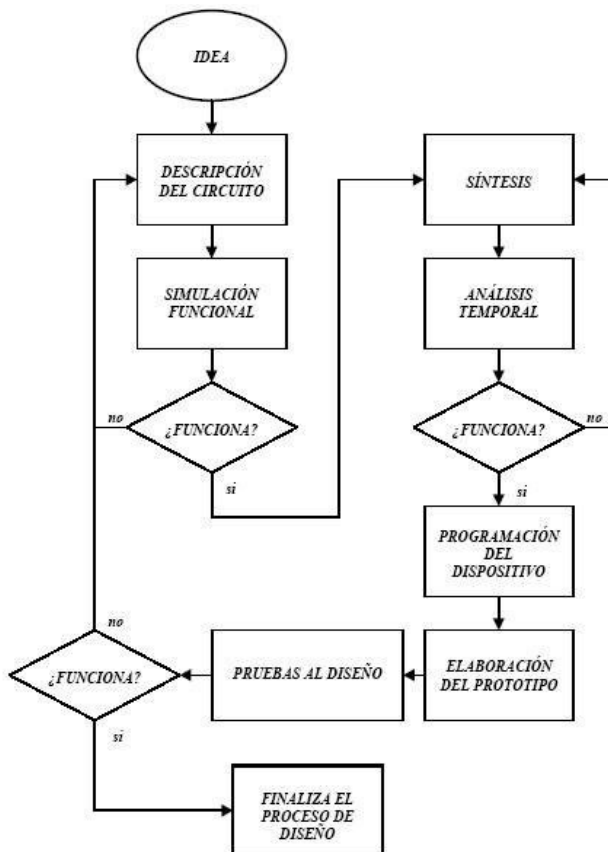 IDEA
DESCRIPCIÓN
DEL CIRCUITO
SIMULACIÓN
FUNCIONAL
¿FUNCIONA?
no
si
SÍNTESIS
ANÁLISIS
TEMPORAL
¿FUNCIONA?
no
si
PROGRAMACIÓN
DEL
DISPOSITIVO
ELABORACIÓN
DEL PROTOTIPO
PRUEBAS AL DISEÑO
¿FUNCIONA?
no
si
FINALIZA EL
PROCESO DE
DISEÑO